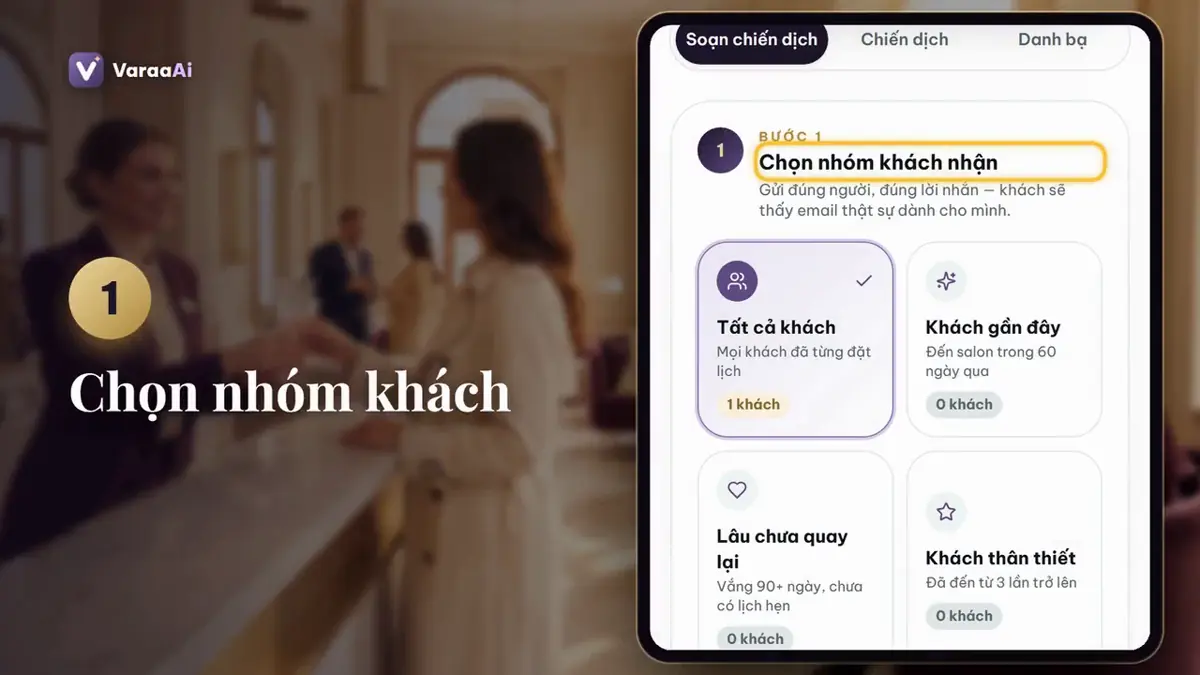 VaraaAi
1
Chọn nhóm khách
Soạn chiến dịch
Chiến dịch
Danh bạ
1
BƯỚC 1
Chọn nhóm khách nhận
Gửi đúng người, đúng lời nhắn — khách sẽ
thấy email thật sự dành cho mình.
Tất cả khách
Mọi khách đã từng đặt
lịch
1 khách
Khách gần đây
Đến salon trong 60
ngày qua
0 khách
Lâu chưa quay
lại
Vắng 90+ ngày, chưa
có lịch hẹn
0 khách
Khách thân thiết
Đã đến từ 3 lần trở lên
0 khách